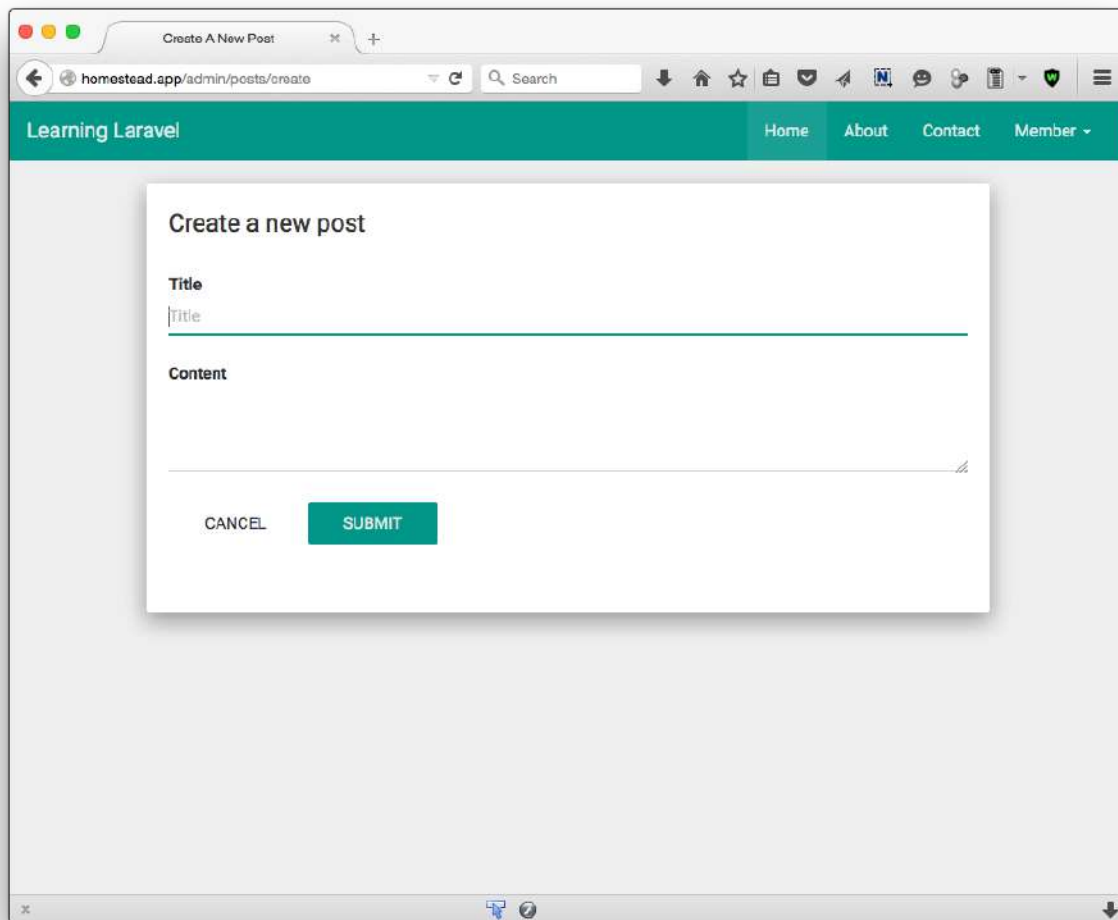 Create A New Post
homestead.app/admin/posts/create
Search
Learning Laravel
Home About Contact Member
Create a new post
Title
Title
Content
CANCEL SUBMIT